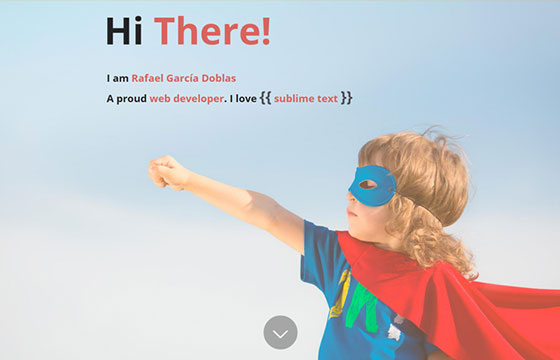 Hi There!
I am Rafael García Doblas
A proud web developer. I love {{ sublime text }}